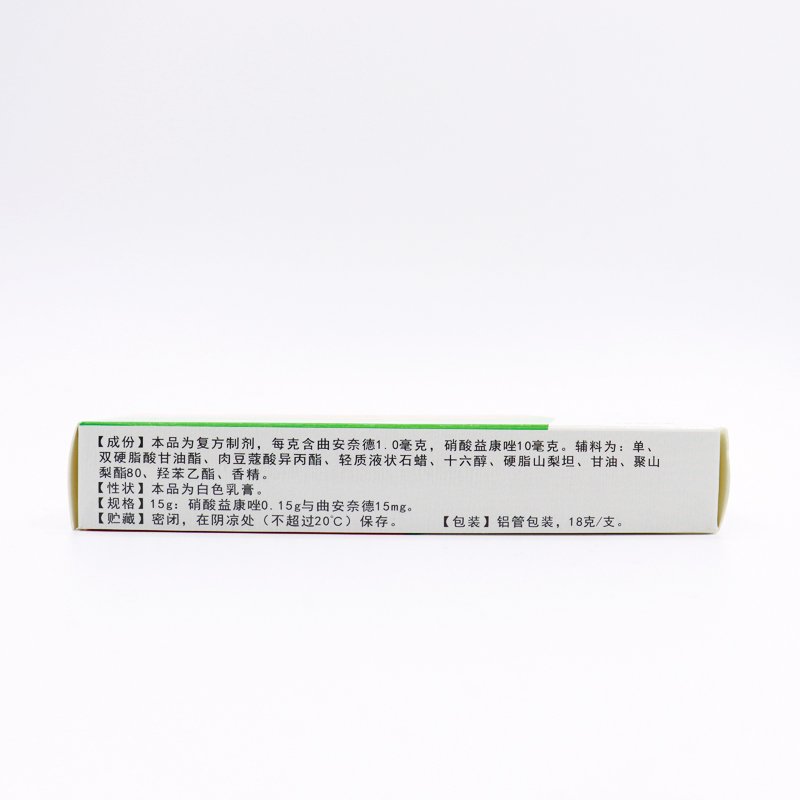 【成份】本品为复方制剂，每克含曲安奈德1.0毫克，硝酸益康唑10毫克。辅料为：单、
双硬脂酸甘油酯、肉豆蔻酸异丙酯、轻质液状石蜡、十六醇、硬脂山梨坦、甘油、聚山
梨酯80、羟苯乙酯、香精。
【性状】本品为白色乳膏。
【规格】15g：硝酸益康唑0.15g与曲安奈德15mg。
【贮藏】密闭，在阴凉处（不超过20℃）保存。 【包装】铝管包装，18克/支。